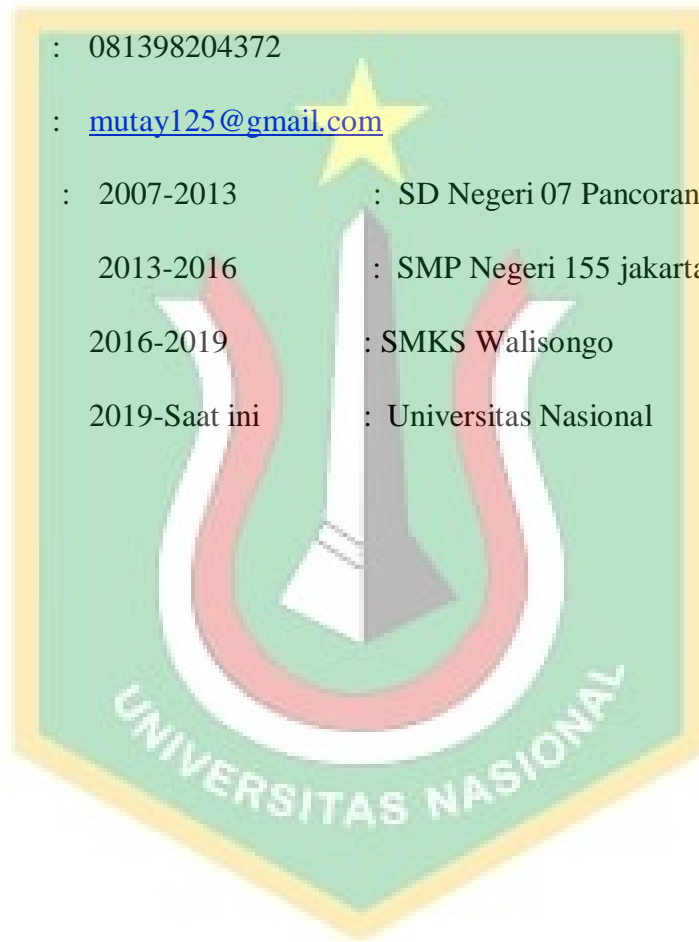 : 081398204372
: mutay125@gmail.com
: 2007-2013 : SD Negeri 07 Pancoran
2013-2016 : SMP Negeri 155 jakarta
2016-2019 : SMKS Walisongo
2019-Saat ini : Universitas Nasional
UNIVERSITAS NASIONAL